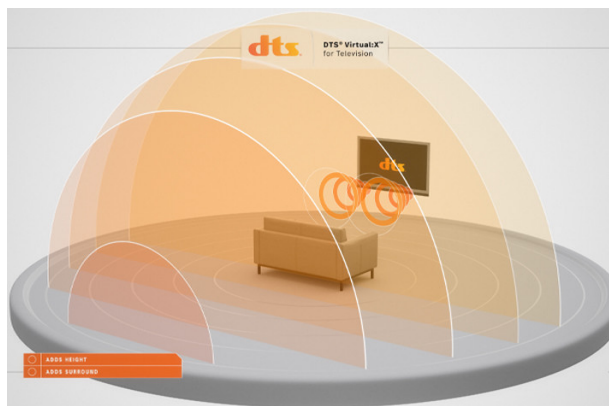 dts
DTS® Virtual:X™
for Television
dts
ADDS HEIGHT
ADDS SURROUND